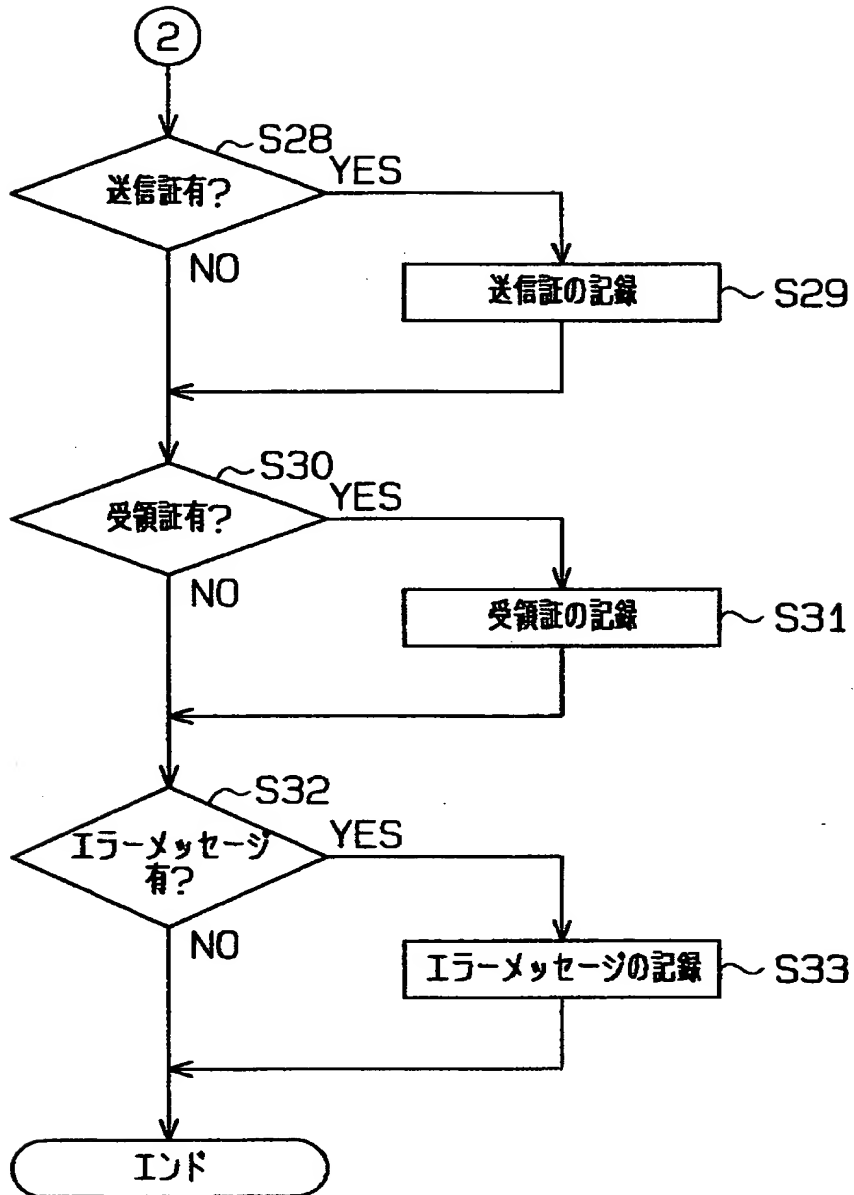 2
S28
送信証有?
YES
NO
送信証の記録
S29
S30
受領証有?
YES
NO
受領証の記録
S31
S32
エラーメッセージ
有?
YES
NO
エラーメッセージの記録
S33
エンド